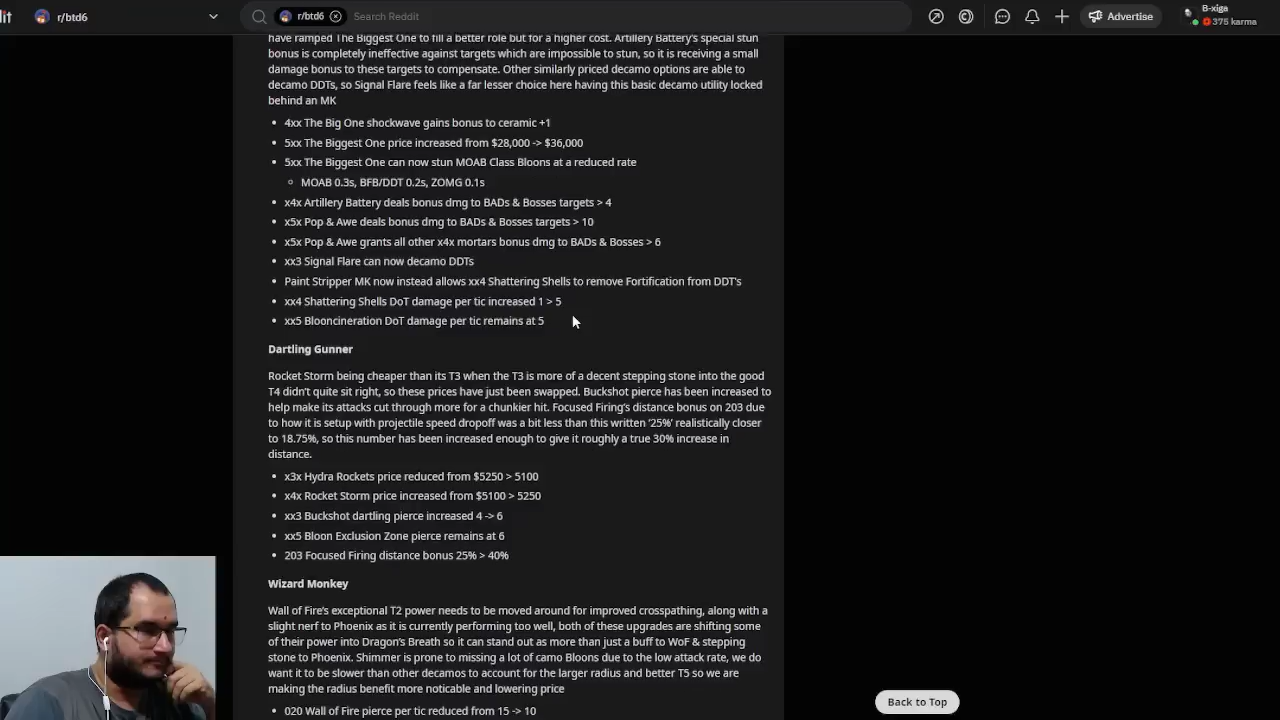 it
r/btd6
r/btd6
Search Reddit
Advertise
B-xiga
375 karma
have ramped The Biggest One to fill a better role but for a higher cost. Artillery Battery's special stun
bonus is completely ineffective against targets which are impossible to stun, so it is receiving a small
damage bonus to these targets to compensate. Other similarly priced decamo options are able to
decamo DDTs, so Signal Flare feels like a far lesser choice here having this basic decamo utility locked
behind an MK
• 4xx The Big One shockwave gains bonus to ceramic +1
• 5xx The Biggest One price increased from $28,000 -> $36,000
• 5xx The Biggest One can now stun MOAB Class Bloons at a reduced rate
◦ MOAB 0.3s, BFB/DDT 0.2s, ZOMG 0.1s
• x4x Artillery Battery deals bonus dmg to BADs & Bosses targets > 4
• x5x Pop & Awe deals bonus dmg to BADs & Bosses targets > 10
• x5x Pop & Awe grants all other x4x mortars bonus dmg to BADs & Bosses > 6
• xx3 Signal Flare can now decamo DDTs
• Paint Stripper MK now instead allows xx4 Shattering Shells to remove Fortification from DDT's
• xx4 Shattering Shells DoT damage per tic increased 1 > 5
• xx5 Blooncineration DoT damage per tic remains at 5
Dartling Gunner
Rocket Storm being cheaper than its T3 when the T3 is more of a decent stepping stone into the good
T4 didn't quite sit right, so these prices have just been swapped. Buckshot pierce has been increased to
help make its attacks cut through more for a chunkier hit. Focused Firing's distance bonus on 203 due
to how it is setup with projectile speed dropoff was a bit less than this written '25%' realistically closer
to 18.75%, so this number has been increased enough to give it roughly a true 30% increase in
distance.
• x3x Hydra Rockets price reduced from $5250 > 5100
• x4x Rocket Storm price increased from $5100 > 5250
• xx3 Buckshot dartling pierce increased 4 -> 6
• xx5 Bloon Exclusion Zone pierce remains at 6
• 203 Focused Firing distance bonus 25% > 40%
Wizard Monkey
Wall of Fire's exceptional T2 power needs to be moved around for improved crosspathing, along with a
slight nerf to Phoenix as it is currently performing too well, both of these upgrades are shifting some
of their power into Dragon's Breath so it can stand out as more than just a buff to WoF & stepping
stone to Phoenix. Shimmer is prone to missing a lot of camo Bloons due to the low attack rate, we do
want it to be slower than other decamos to account for the larger radius and better T5 so we are
making the radius benefit more noticable and lowering price
• 020 Wall of Fire pierce per tic reduced from 15 -> 10
Back to Top